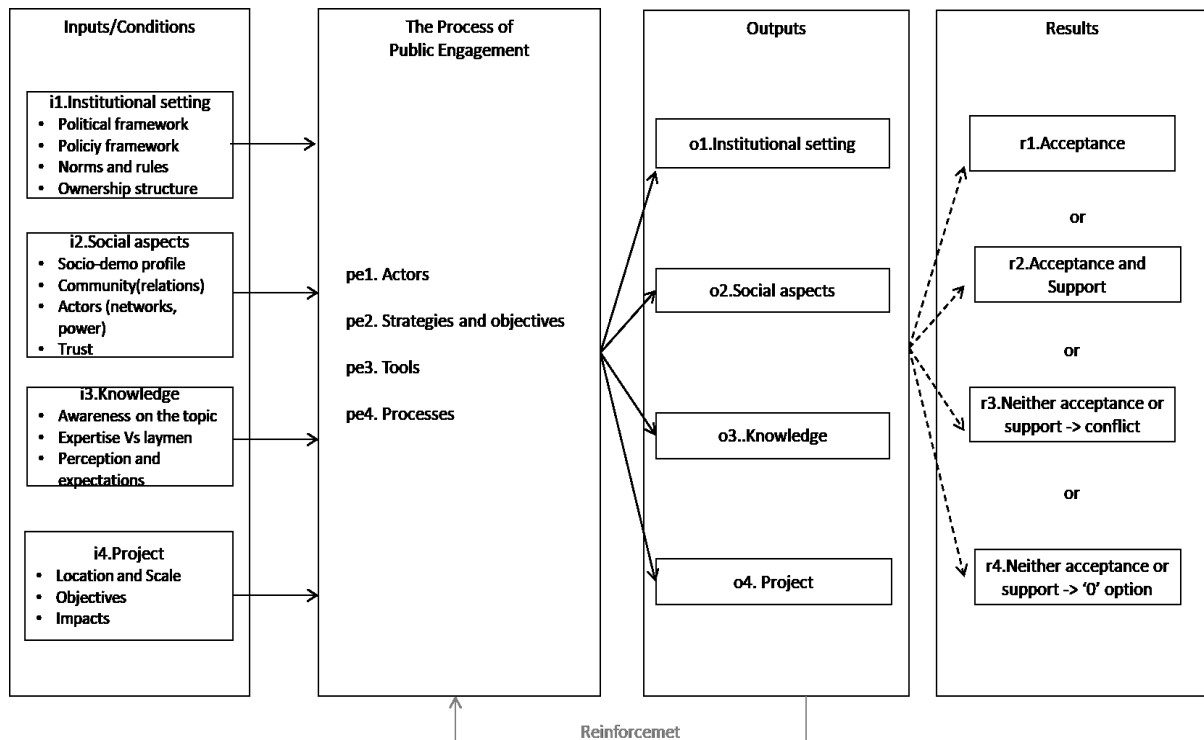 Inputs/Conditions
i1.Institutional setting
• Political framework
• Policiy framework
• Norms and rules
• Ownership structure
i2.Social aspects
• Socio-demo profile
• Community(relations)
• Actors (networks,
power)
• Trust
i3.Knowledge
• Awareness on the topic
• Expertise Vs laymen
• Perception and
expectations
i4.Project
• Location and Scale
• Objectives
• Impacts
The Process of
Public Engagement
pe1. Actors
pe2. Strategies and objectives
pe3. Tools
pe4. Processes
Outputs
o1.Institutional setting
o2.Social aspects
o3..Knowledge
o4. Project
Results
r1.Acceptance
or
r2.Acceptance and
Support
or
r3.Neither acceptance or
support -> conflict
or
r4.Neither acceptance or
support -> ‘0’ option
Reinforcemet